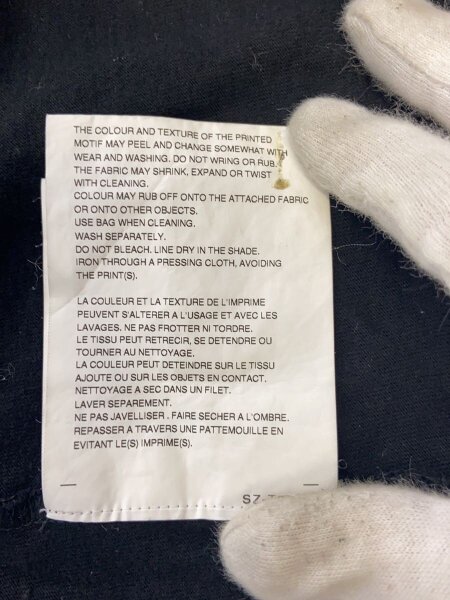 THE COLOUR AND TEXTURE OF THE PRINTED
MOTIF MAY PEEL AND CHANGE SOMEWHAT WITH
WEAR AND WASHING. DO NOT WRING OR RUB.
THE FABRIC MAY SHRINK, EXPAND OR TWIST
WITH CLEANING.
COLOUR MAY RUB OFF ONTO THE ATTACHED FABRIC
OR ONTO OTHER OBJECTS.
USE BAG WHEN CLEANING.
WASH SEPARATELY.
DO NOT BLEACH. LINE DRY IN THE SHADE.
IRON THROUGH A PRESSING CLOTH, AVOIDING
THE PRINT(S).
LA COULEUR ET LA TEXTURE DE L'IMPRIME
PEUVENT S'ALTERER A L'USAGE ET AVEC LES
LAVAGES. NE PAS FROTTER NI TORDRE.
LE TISSU PEUT RETRECIR, SE DETENDRE OU
TOURNER AU NETTOYAGE.
LA COULEUR PEUT DETEINDRE SUR LE TISSU
AJOUTE OU SUR LES OBJETS EN CONTACT.
NETTOYAGE A SEC DANS UN FILET.
LAVER SEPAREMENT.
NE PAS JAVELLISER . FAIRE SECHER A L'OMBRE.
REPASSER A TRAVERS UNE PATTEMOUILLE EN
EVITANT LE(S) IMPRIME(S).